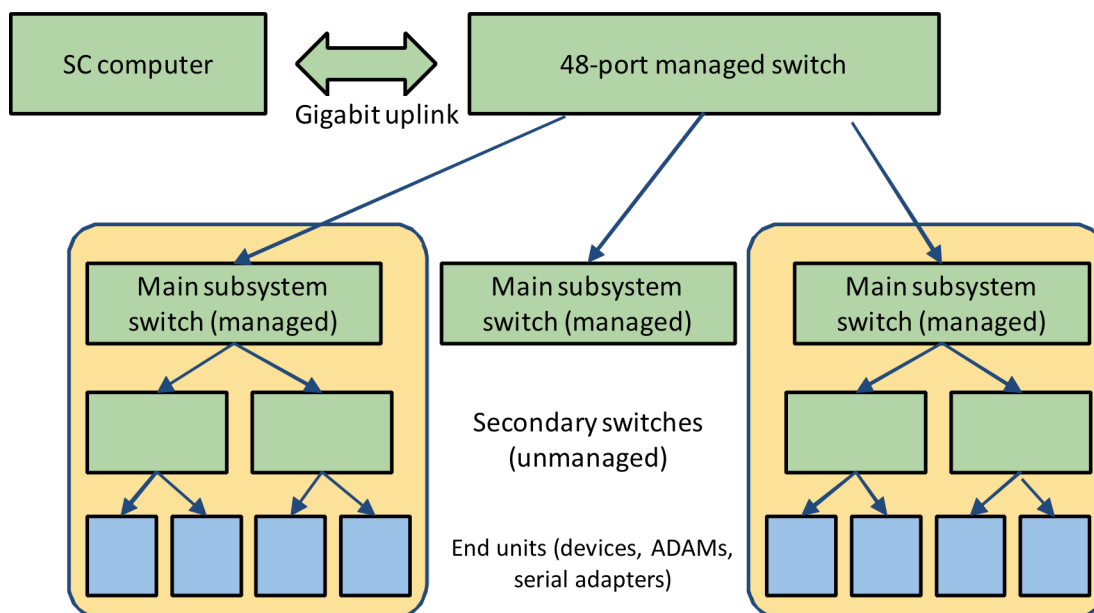 SC computer
48-port managed switch
Gigabit uplink
Main subsystem
switch (managed)
Main subsystem
switch (managed)
Main subsystem
switch (managed)
Secondary switches
(unmanaged)
End units (devices, ADAMs,
serial adapters)